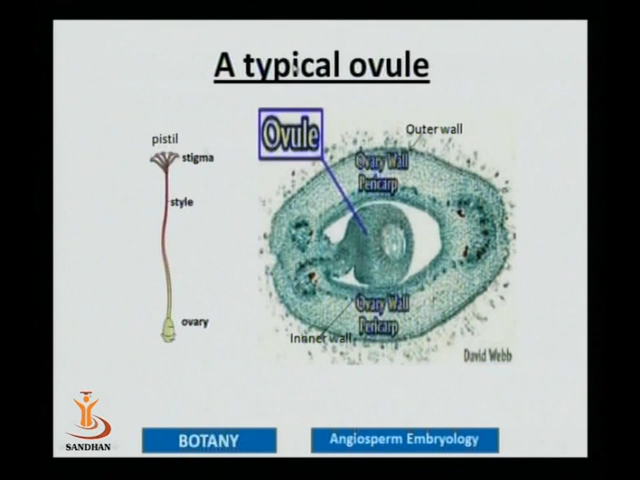 A typical ovule
pistil
stigma
style
ovary
Ovule
Outer wall
Ovary Wall
Pericarp
Ovary Wall
Pericarp
Innner wall
David Webb
SANDHAN
BOTANY
Angiosperm Embryology